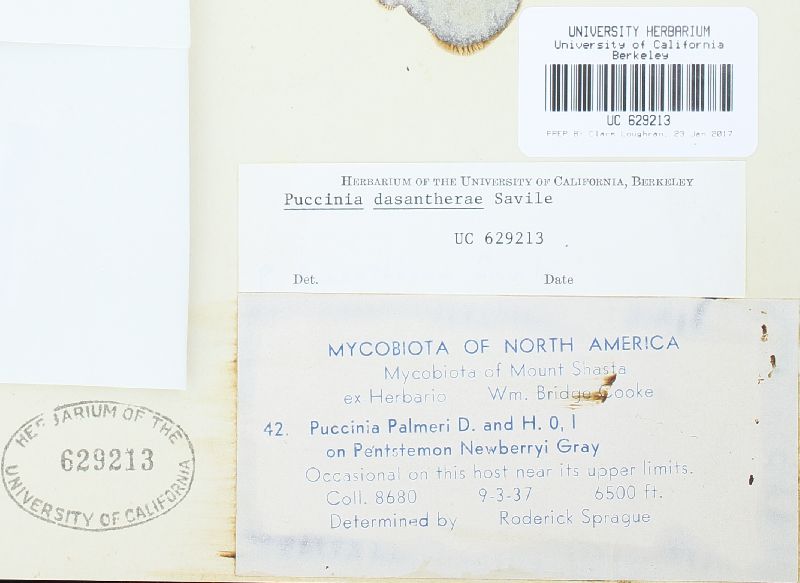 UNIVERSITY HERBARIUM
University of California
Berkeley
UC 629213
PREP BY Clare Loughran, 23 Jan 2017
HERBARIUM OF THE UNIVERSITY OF CALIFORNIA, BERKELEY
Puccinia dasantherae Savile
UC 629213
Det. Date
MYCOBIOTA OF NORTH AMERICA
Mycobiota of Mount Shasta
ex Herbario Wm. Bridge Cooke
42. Puccinia Palmeri D. and H. 0, I
on Pentstemon Newberryi Gray
Occasional on this host near its upper limits.
Coll. 8680 9-3-37 6500 ft.
Determined by Roderick Sprague
HERBARIUM OF THE
629213
UNIVERSITY OF CALIFORNIA